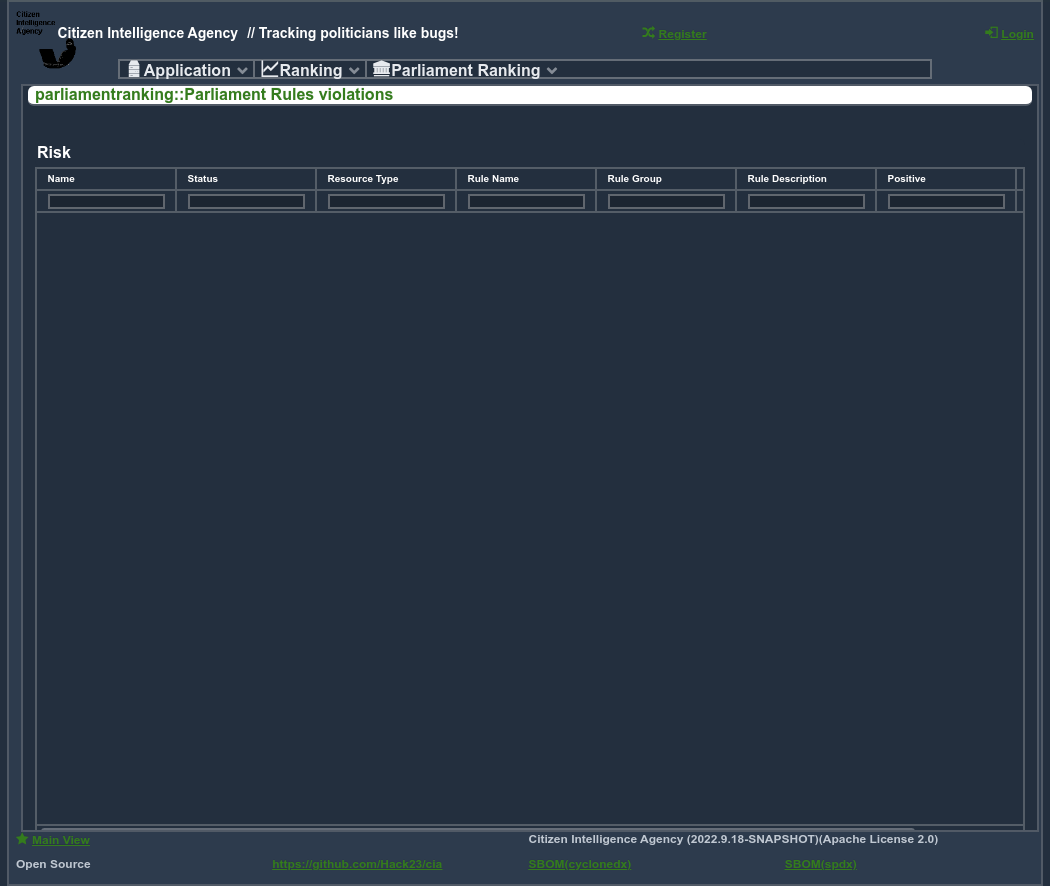 Citizen
Intelligence
Agency
Citizen Intelligence Agency // Tracking politicians like bugs!
Register
Login
Application
Ranking
Parliament Ranking
parliamentranking::Parliament Rules violations
Risk
Name Status Resource Type Rule Name Rule Group Rule Description Positive
Main View
Citizen Intelligence Agency (2022.9.18-SNAPSHOT)(Apache License 2.0)
Open Source https://github.com/Hack23/cia SBOM(cyclonedx) SBOM(spdx)